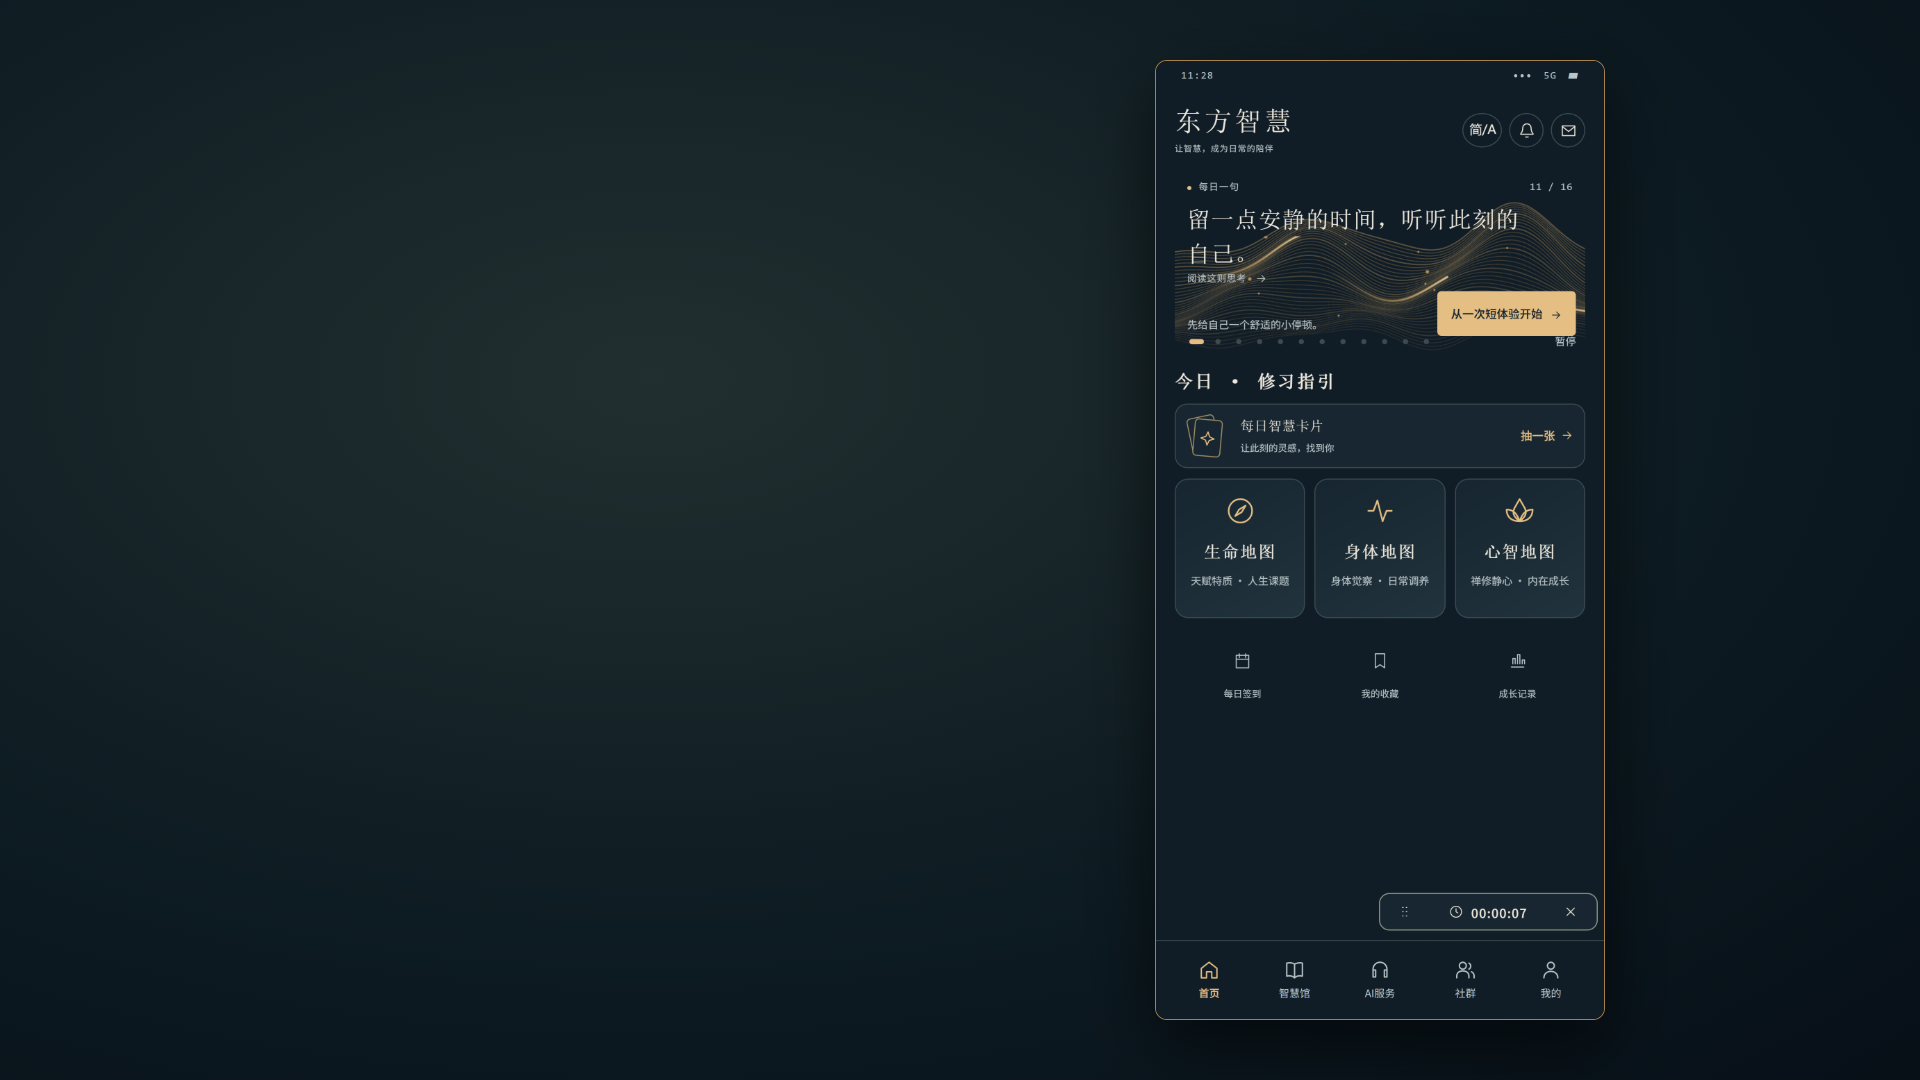 11:28
••• 5G
东方智慧
让智慧，成为日常的陪伴
简/A
每日一句
11 / 16
留一点安静的时间，听听此刻的
自己。
阅读这则思考 →
从一次短体验开始 →
先给自己一个舒适的小停顿。
暂停
今日 • 修习指引
每日智慧卡片
让此刻的灵感，找到你
抽一张 →
生命地图
天赋特质 • 人生课题
身体地图
身体觉察 • 日常调养
心智地图
禅修静心 • 内在成长
每日签到
我的收藏
成长记录
00:00:07
首页
智慧馆
AI服务
社群
我的